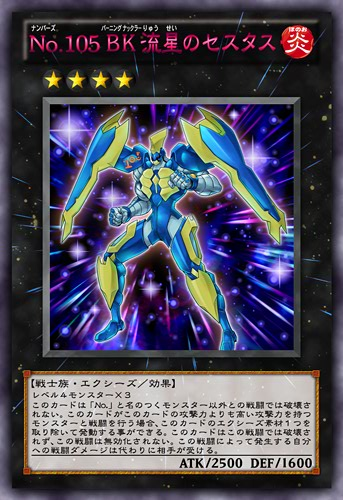 ナンバーズ バーニングナックラー りゅう せい
No.105 BK 流星のセスタス
ほのお
炎
105
【戦士族・エクシーズ/効果】
レベル4モンスター×3
このカードは「No.」と名のつくモンスター以外との戦闘では破壊さ
れない。このカードがこのカードの攻撃力よりも高い攻撃力を持つ
モンスターと戦闘を行う場合、このカードのエクシーズ素材1つを
取り除いて発動する事ができる。このカードはこの戦闘では破壊さ
れず、この戦闘は無効化されない。この戦闘によって発生する自分
への戦闘ダメージは代わりに相手が受ける。
ATK/2500 DEF/1600